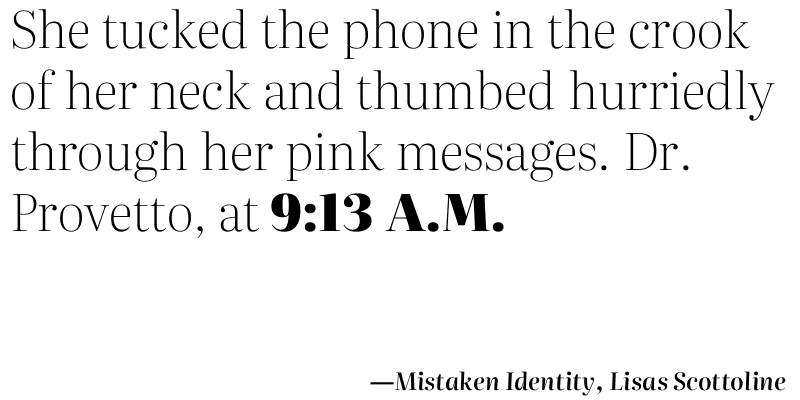 She tucked the phone in the crook
of her neck and thumbed hurriedly
through her pink messages. Dr.
Provetto, at 9:13 A.M.
—Mistaken Identity, Lisas Scottoline